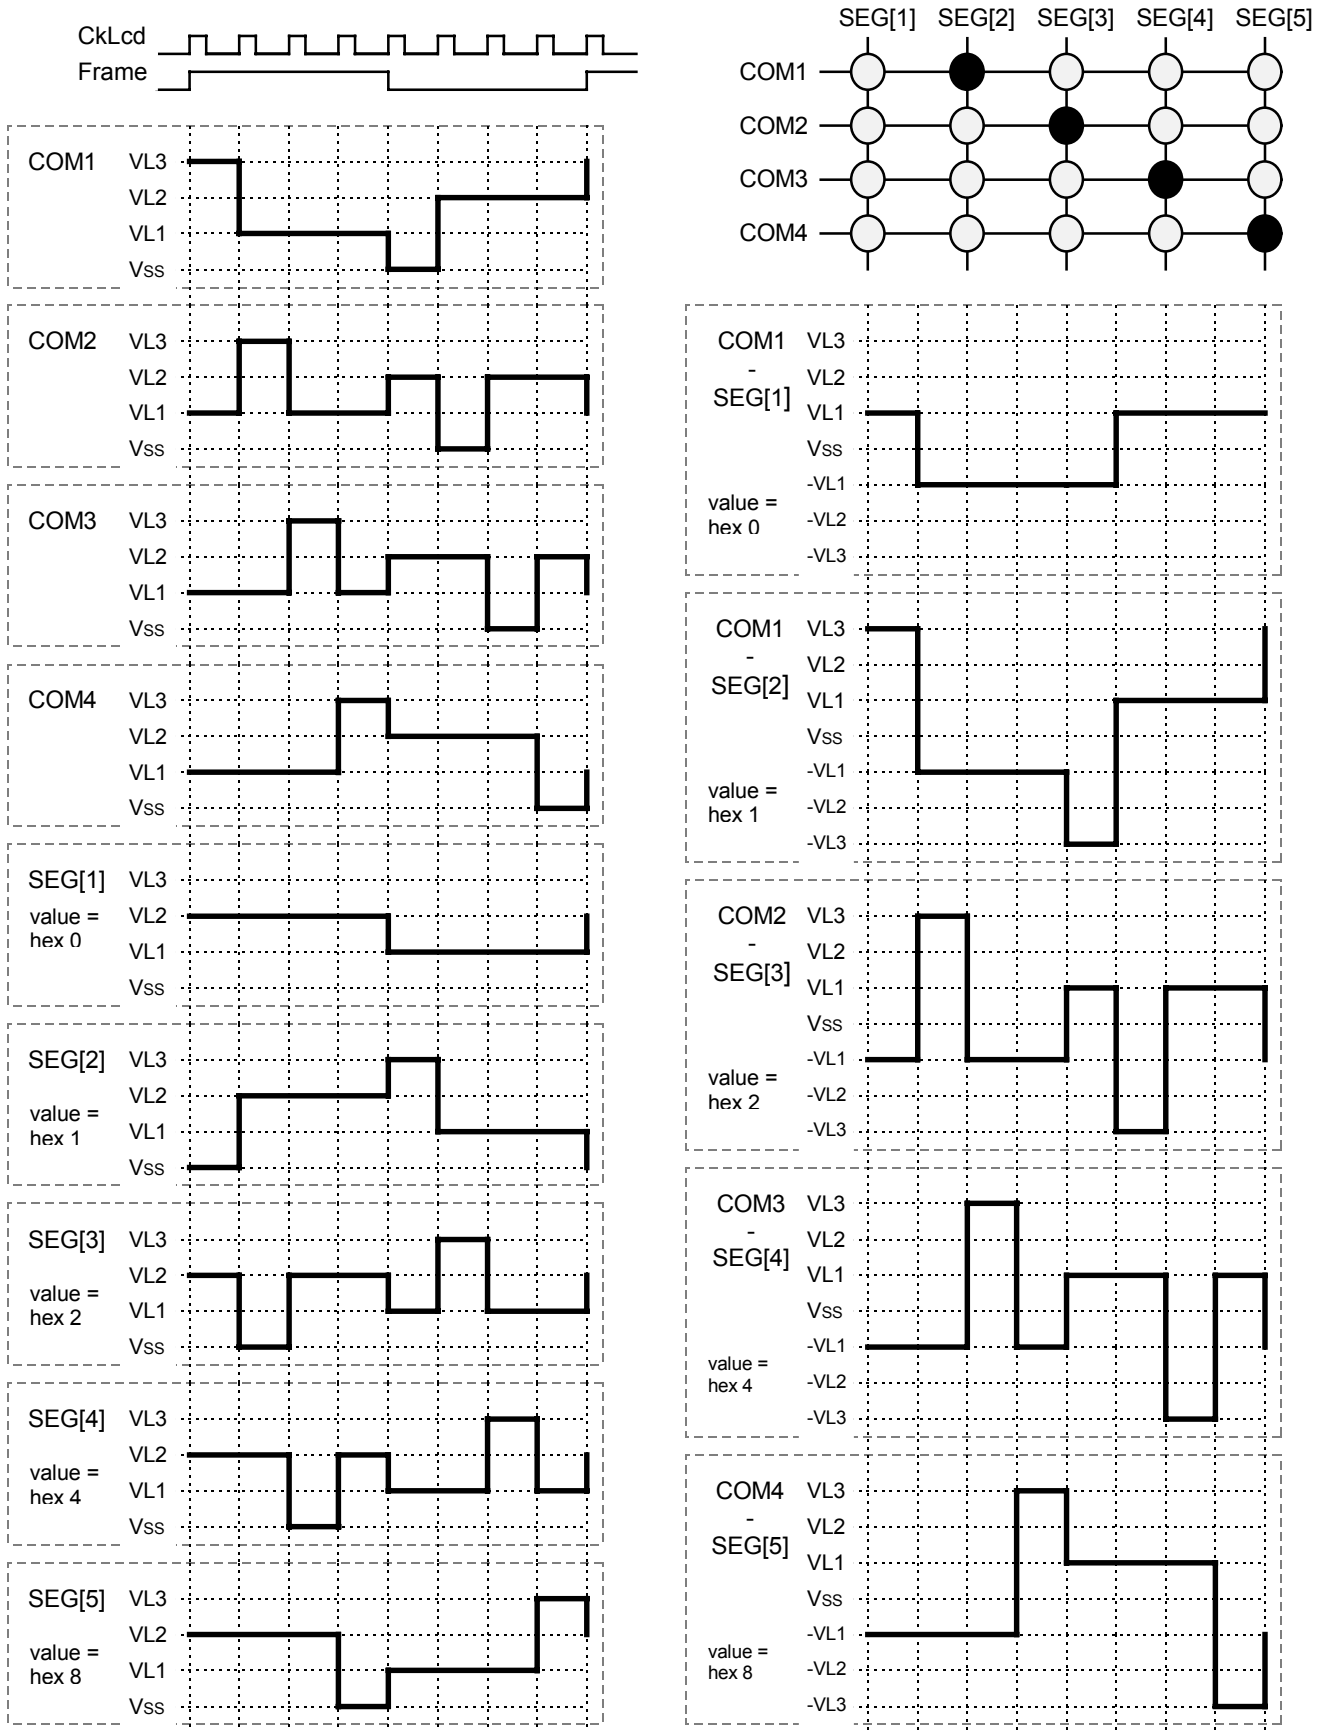 CkLcd
Frame
COM1
VL3
VL2
VL1
Vss
COM2
VL3
VL2
VL1
Vss
COM3
VL3
VL2
VL1
Vss
COM4
VL3
VL2
VL1
Vss
SEG[1]
value =
hex 0
VL3
VL2
VL1
Vss
SEG[2]
value =
hex 1
VL3
VL2
VL1
Vss
SEG[3]
value =
hex 2
VL3
VL2
VL1
Vss
SEG[4]
value =
hex 4
VL3
VL2
VL1
Vss
SEG[5]
value =
hex 8
VL3
VL2
VL1
Vss
SEG[1] SEG[2] SEG[3] SEG[4] SEG[5]
COM1
COM2
COM3
COM4
COM1
-
SEG[1]
value =
hex 0
VL3
VL2
VL1
Vss
-VL1
-VL2
-VL3
COM1
-
SEG[2]
value =
hex 1
VL3
VL2
VL1
Vss
-VL1
-VL2
-VL3
COM2
-
SEG[3]
value =
hex 2
VL3
VL2
VL1
Vss
-VL1
-VL2
-VL3
COM3
-
SEG[4]
value =
hex 4
VL3
VL2
VL1
Vss
-VL1
-VL2
-VL3
COM4
-
SEG[5]
value =
hex 8
VL3
VL2
VL1
Vss
-VL1
-VL2
-VL3